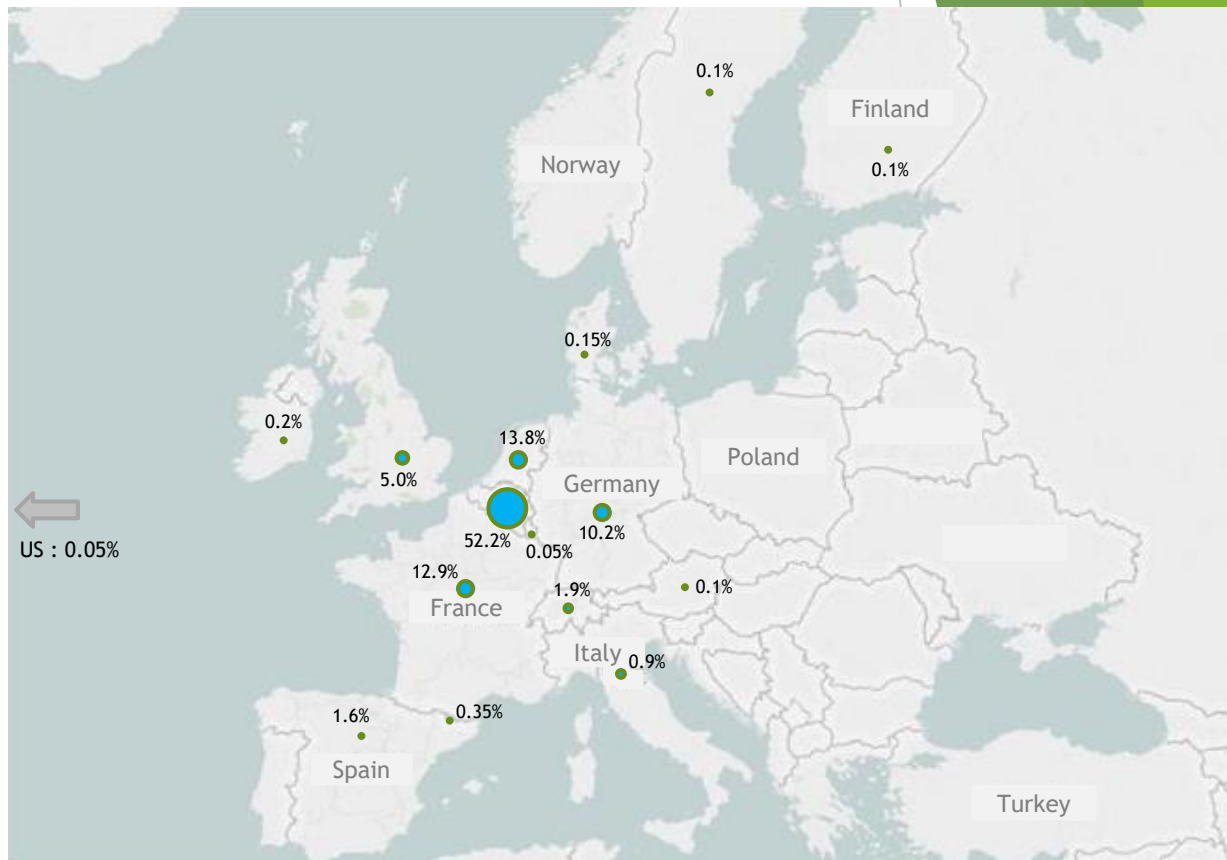 0.1%
Finland
Norway
0.1%
0.15%
0.2%
13.8%
Poland
5.0%
Germany
52.2%
10.2%
US : 0.05%
0.05%
12.9%
1.9%
0.1%
France
Italy
0.9%
1.6%
0.35%
Spain
Turkey